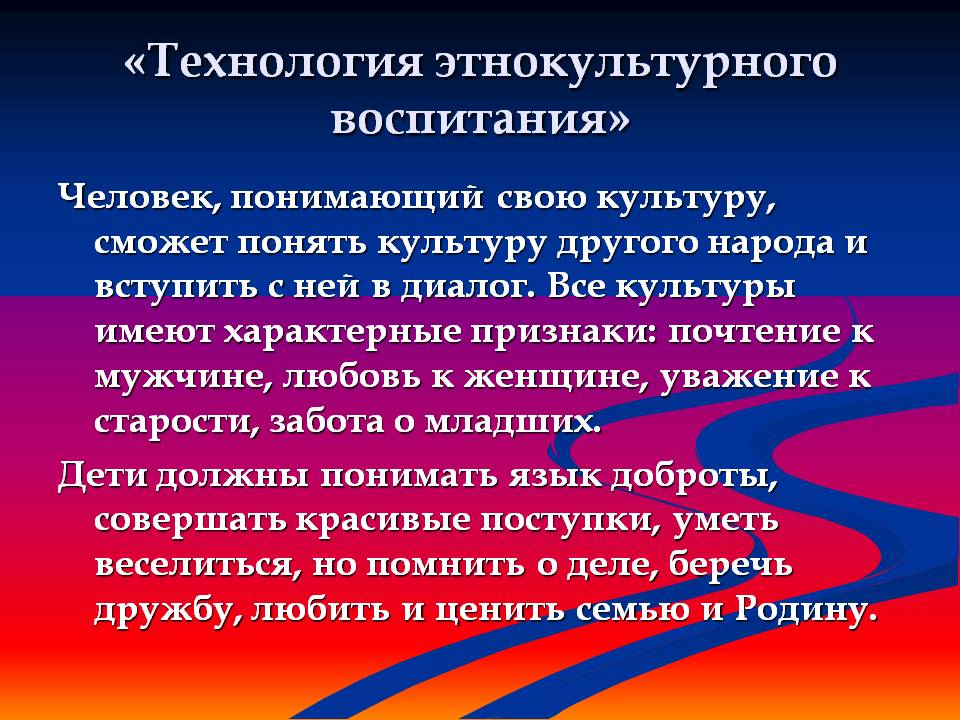 «Технология этнокультурного
воспитания»
Человек, понимающий свою культуру,
сможет понять культуру другого народа и
вступить с ней в диалог. Все культуры
имеют характерные признаки: почтение к
мужчине, любовь к женщине, уважение к
старости, забота о младших.
Дети должны понимать язык доброты,
совершать красивые поступки, уметь
веселиться, но помнить о деле, беречь
дружбу, любить и ценить семью и Родину.